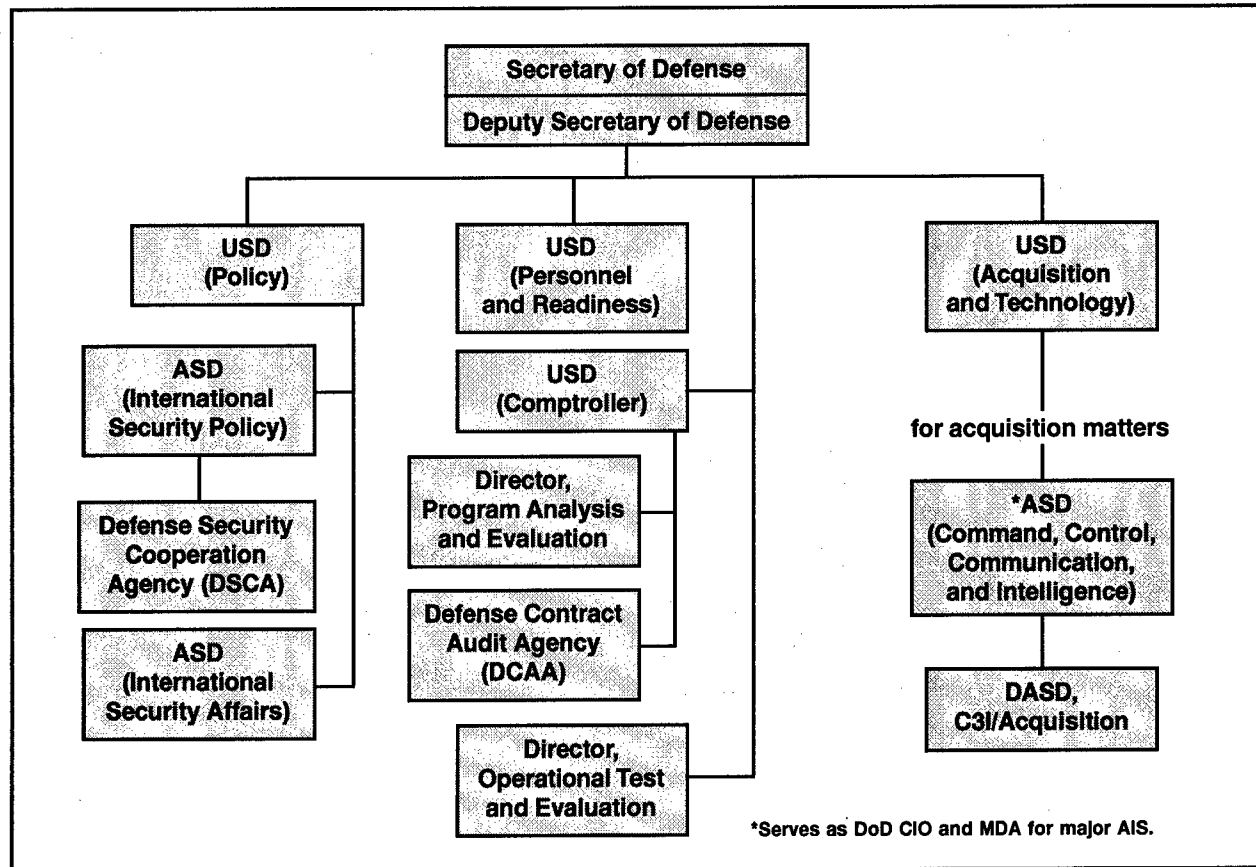 Secretary of Defense
Deputy Secretary of Defense
USD
(Policy)
ASD
(International
Security Policy)
Defense Security
Cooperation
Agency (DSCA)
ASD
(International
Security Affairs)
USD
(Personnel
and Readiness)
USD
(Comptroller)
Director,
Program Analysis
and Evaluation
Defense Contract
Audit Agency
(DCAA)
Director,
Operational Test
and Evaluation
USD
(Acquisition
and Technology)
for acquisition matters
*ASD
(Command, Control,
Communication,
and Intelligence)
DASD,
C3I/Acquisition
*Serves as DoD CIO and MDA for major AIS.